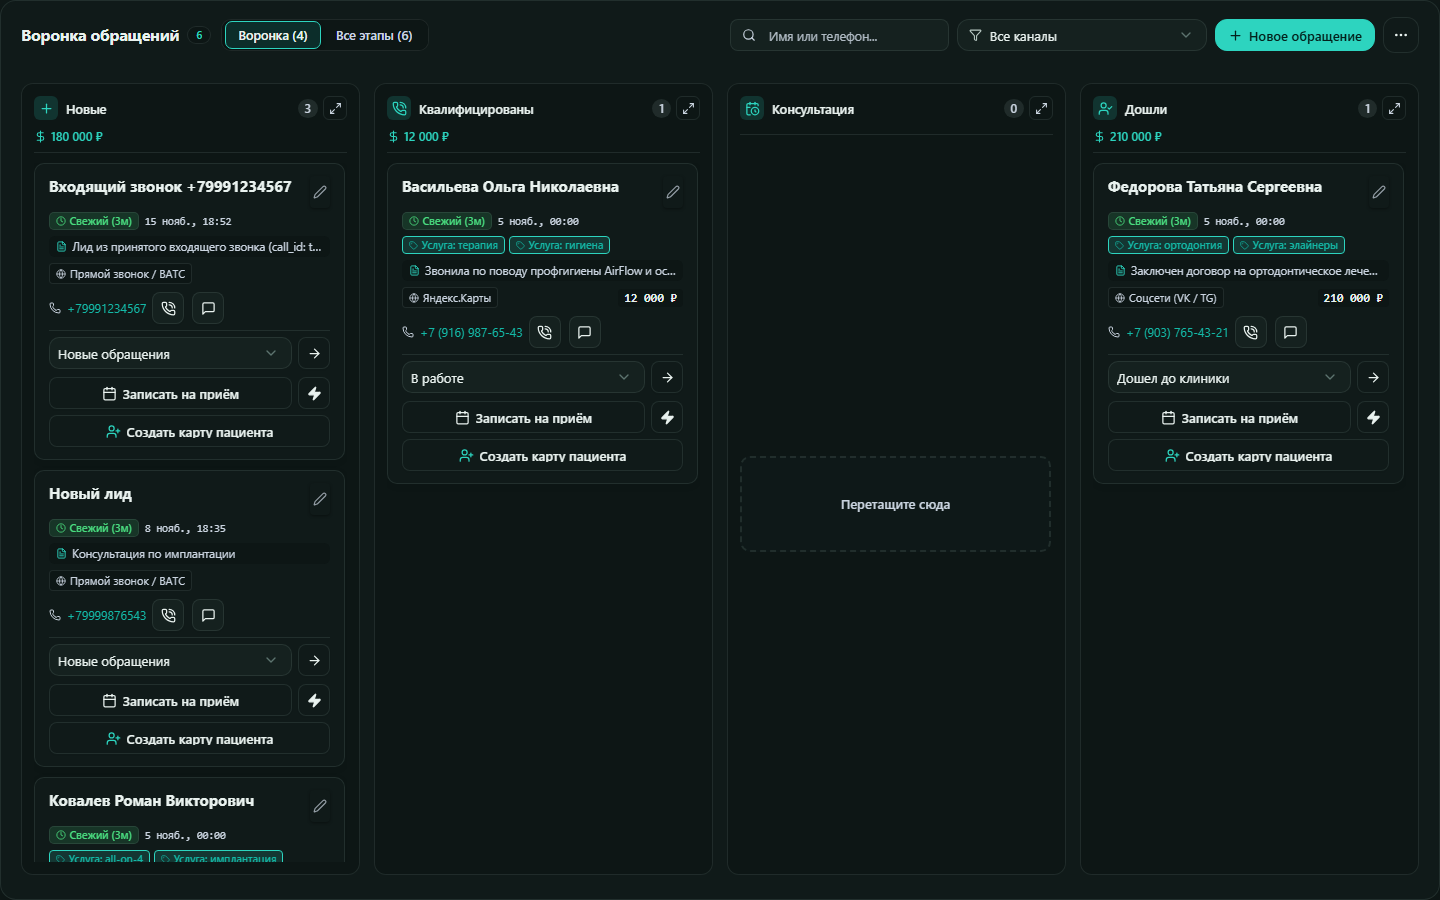 Воронка обращений 6 Воронка (4) Все этапы (6) Имя или телефон... Все каналы Новое обращение
Новые 3
180 000 ₽
Входящий звонок +79991234567
Свежий (3м) 15 нояб., 18:52
Лид из принятого входящего звонка (call_id: t...
Прямой звонок / ВАТС
+79991234567
Новые обращения
Записать на приём
Создать карту пациента
Новый лид
Свежий (3м) 8 нояб., 18:35
Консультация по имплантации
Прямой звонок / ВАТС
+79999876543
Новые обращения
Записать на приём
Создать карту пациента
Ковалев Роман Викторович
Свежий (3м) 5 нояб., 00:00
Услуга: all-on-4 Услуга: имплантация
Квалифицированы 1
12 000 ₽
Васильева Ольга Николаевна
Свежий (3м) 5 нояб., 00:00
Услуга: терапия Услуга: гигиена
Звонила по поводу профгигиены AirFlow и ос...
Яндекс.Карты 12 000 ₽
+7 (916) 987-65-43
В работе
Записать на приём
Создать карту пациента
Консультация 0
Перетащите сюда
Дошли 1
210 000 ₽
Федорова Татьяна Сергеевна
Свежий (3м) 5 нояб., 00:00
Услуга: ортодонтия Услуга: элайнеры
Заключен договор на ортодонтическое лече...
Соцсети (VK / TG) 210 000 ₽
+7 (903) 765-43-21
Дошел до клиники
Записать на приём
Создать карту пациента